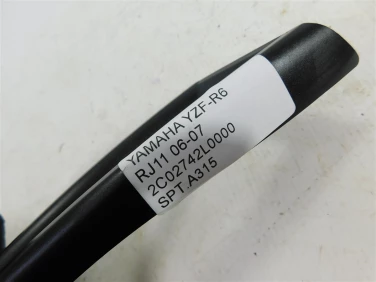 YAMAHA YZF-R6
RJ11 06-07
2C02742L0000
SPT.A315